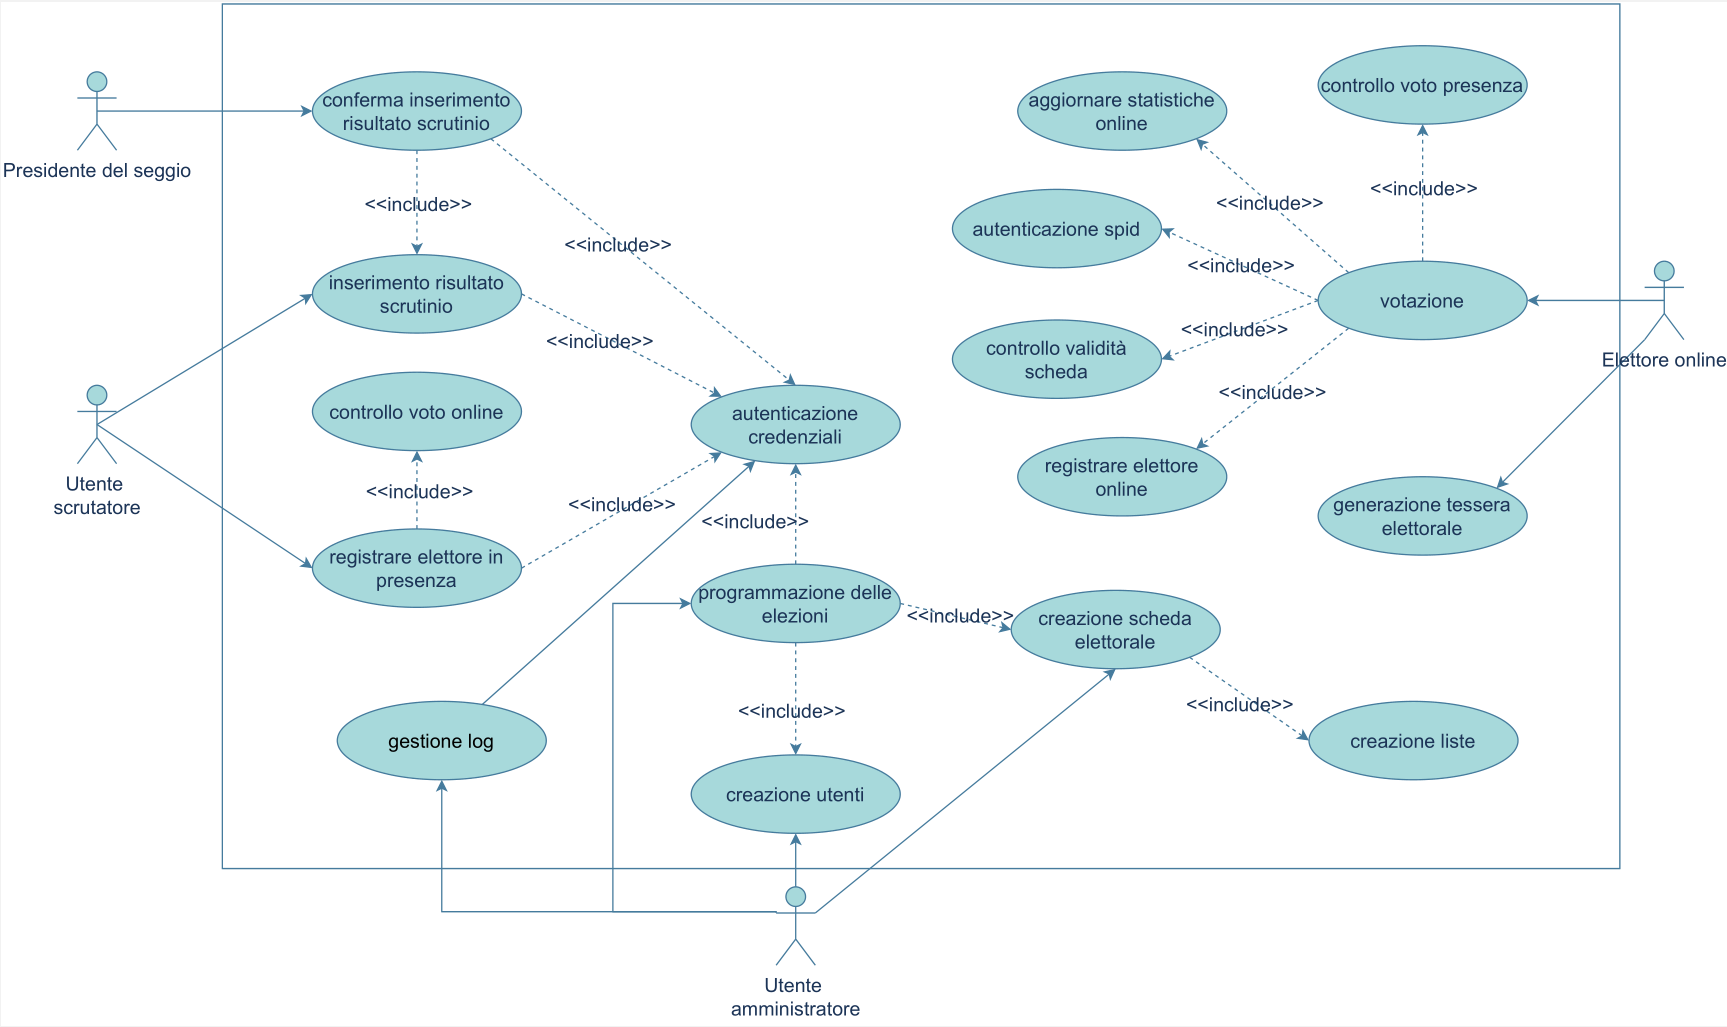 conferma inserimento
risultato scrutinio
Presidente del seggio
<<include>>
<<include>>
inserimento risultato
scrutinio
<<include>>
controllo voto online
Utente
scrutatore
<<include>>
<<include>>
registrare elettore in
presenza
autenticazione
credenziali
<<include>>
programmazione delle
elezioni
<<include>>
creazione scheda
elettorale
<<include>>
<<include>>
creazione liste
gestione log
creazione utenti
Utente
amministratore
aggiornare statistiche
online
controllo voto presenza
<<include>>
<<include>>
autenticazione spid
<<include>>
votazione
<<include>>
controllo validità
scheda
Elettore online
<<include>>
registrare elettore
online
generazione tessera
elettorale